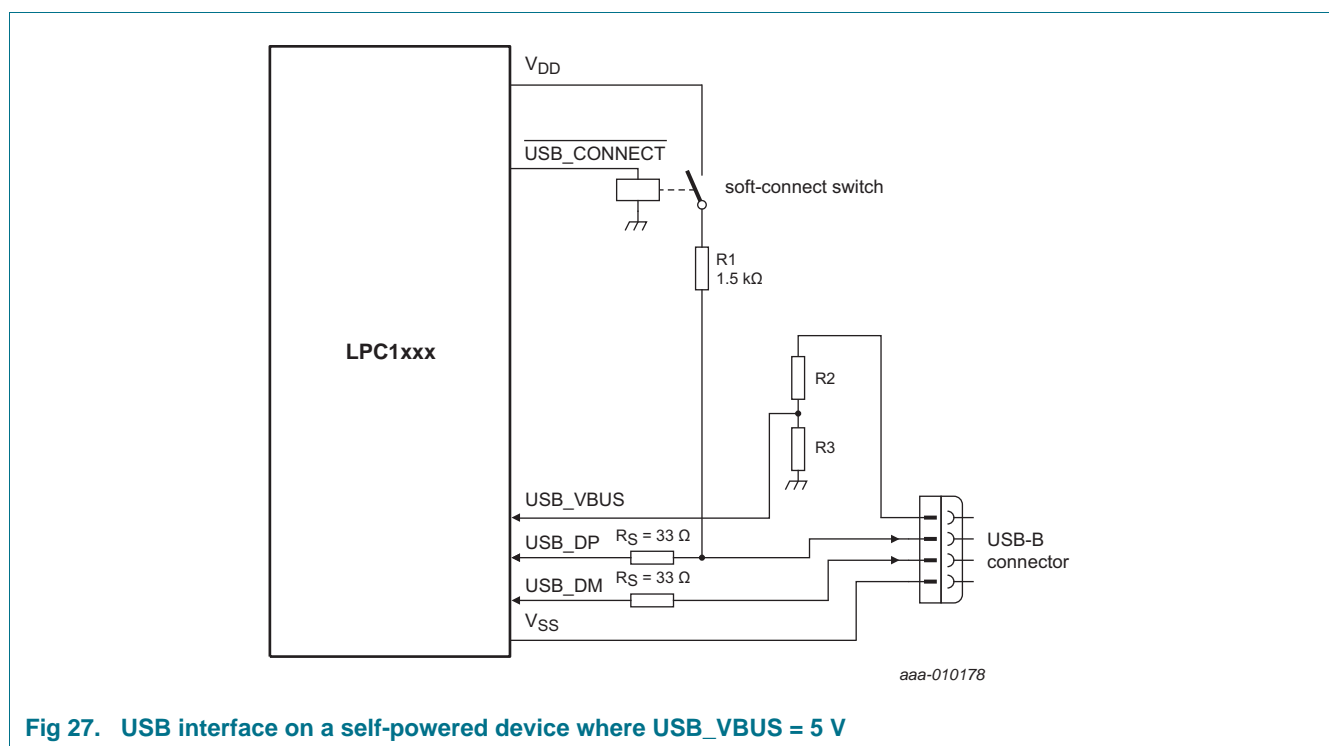 VDD
USB_CONNECT
soft-connect switch
R1
1.5 kΩ
LPC1xxx
R2
R3
USB_VBUS
USB_DP
RS = 33 Ω
USB-B
connector
USB_DM
RS = 33 Ω
VSS
aaa-010178
Fig 27. USB interface on a self-powered device where USB_VBUS = 5 V